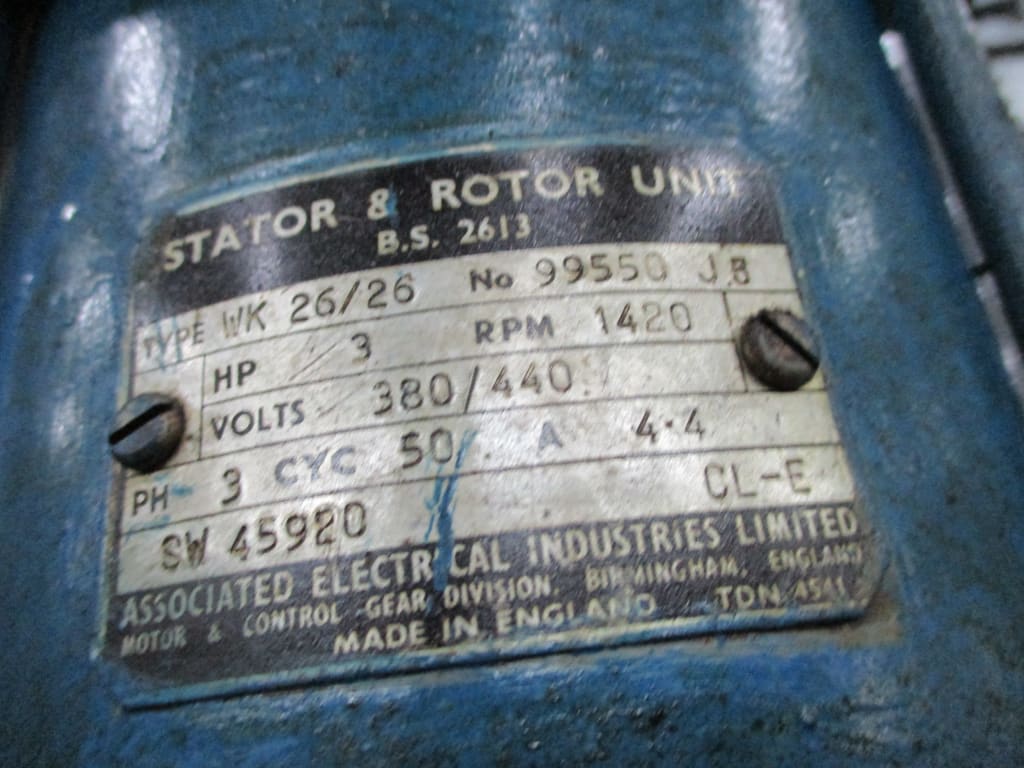 STATOR & ROTOR UNIT
B.S. 2613
TYPE WK 26/26 No 99550 JB
HP 3 RPM 1420
VOLTS 380/440
PH 3 CYC 50 A 4.4
SW 45920 CL-E
ASSOCIATED ELECTRICAL INDUSTRIES LIMITED
MOTOR & CONTROL GEAR DIVISION, BIRMINGHAM, ENGLAND
MADE IN ENGLAND TDN 4541